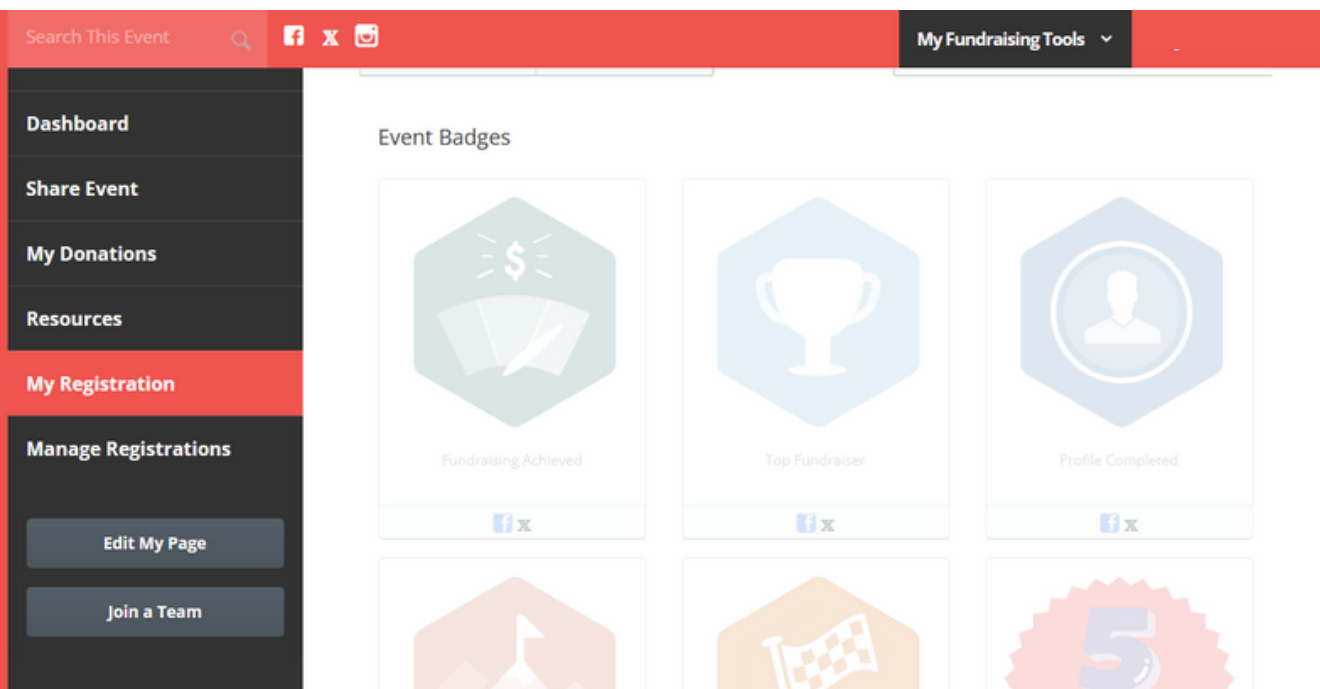 Search This Event
My Fundraising Tools
Dashboard
Share Event
My Donations
Resources
My Registration
Manage Registrations
Edit My Page
Join a Team
Event Badges
$
Fundraising Achieved
Top Fundraiser
Profile Completed
f X
f X
f X
5